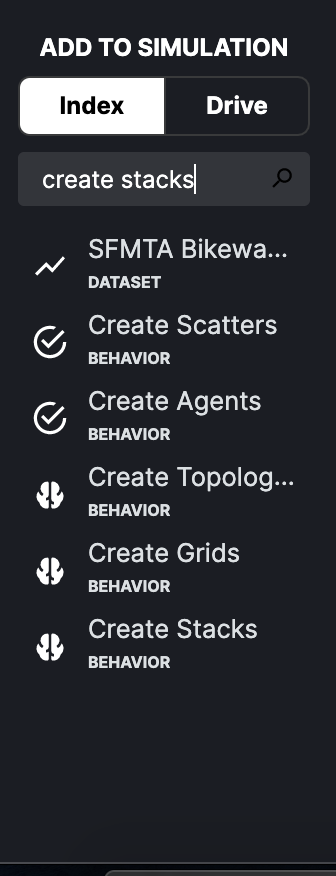 ADD TO SIMULATION
Index Drive
create stacks
SFMTA Bikewa...
DATASET
Create Scatters
BEHAVIOR
Create Agents
BEHAVIOR
Create Topolog...
BEHAVIOR
Create Grids
BEHAVIOR
Create Stacks
BEHAVIOR